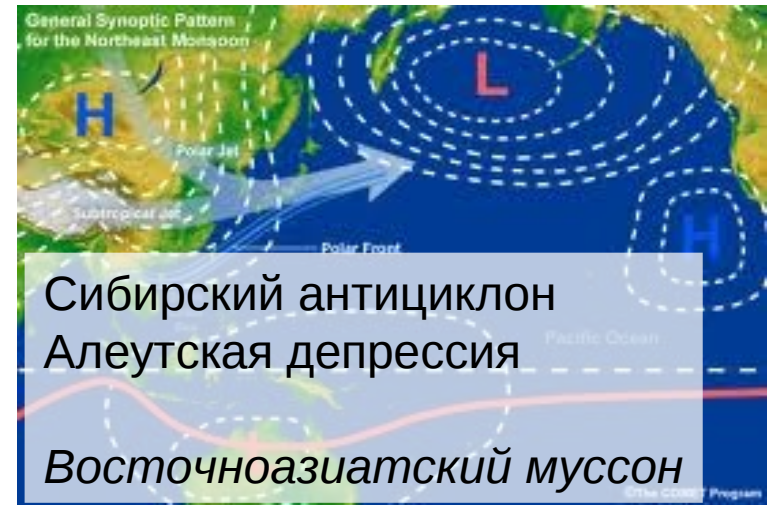 General Synoptic Pattern
for the Northeast Monsoon
H
L
Polar Jet
Subtropical Jet
H
Polar Front
Сибирский антициклон
Алеутская депрессия
Pacific Ocean
Восточноазиатский муссон
©The COMET Program